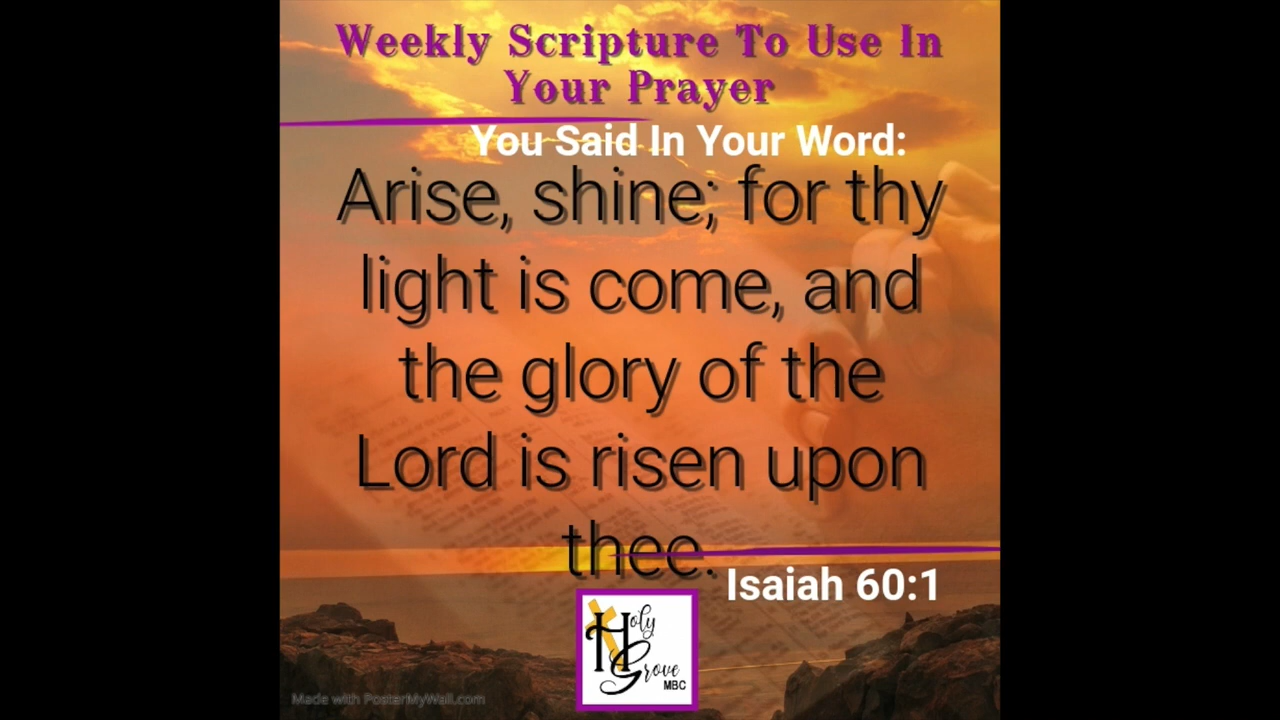 Weekly Scripture To Use In
Your Prayer
You Said In Your Word:
Arise, shine; for thy
light is come, and
the glory of the
Lord is risen upon
thee.
Isaiah 60:1
Holy
Grove
MBC
Made with PosterMyWall.com